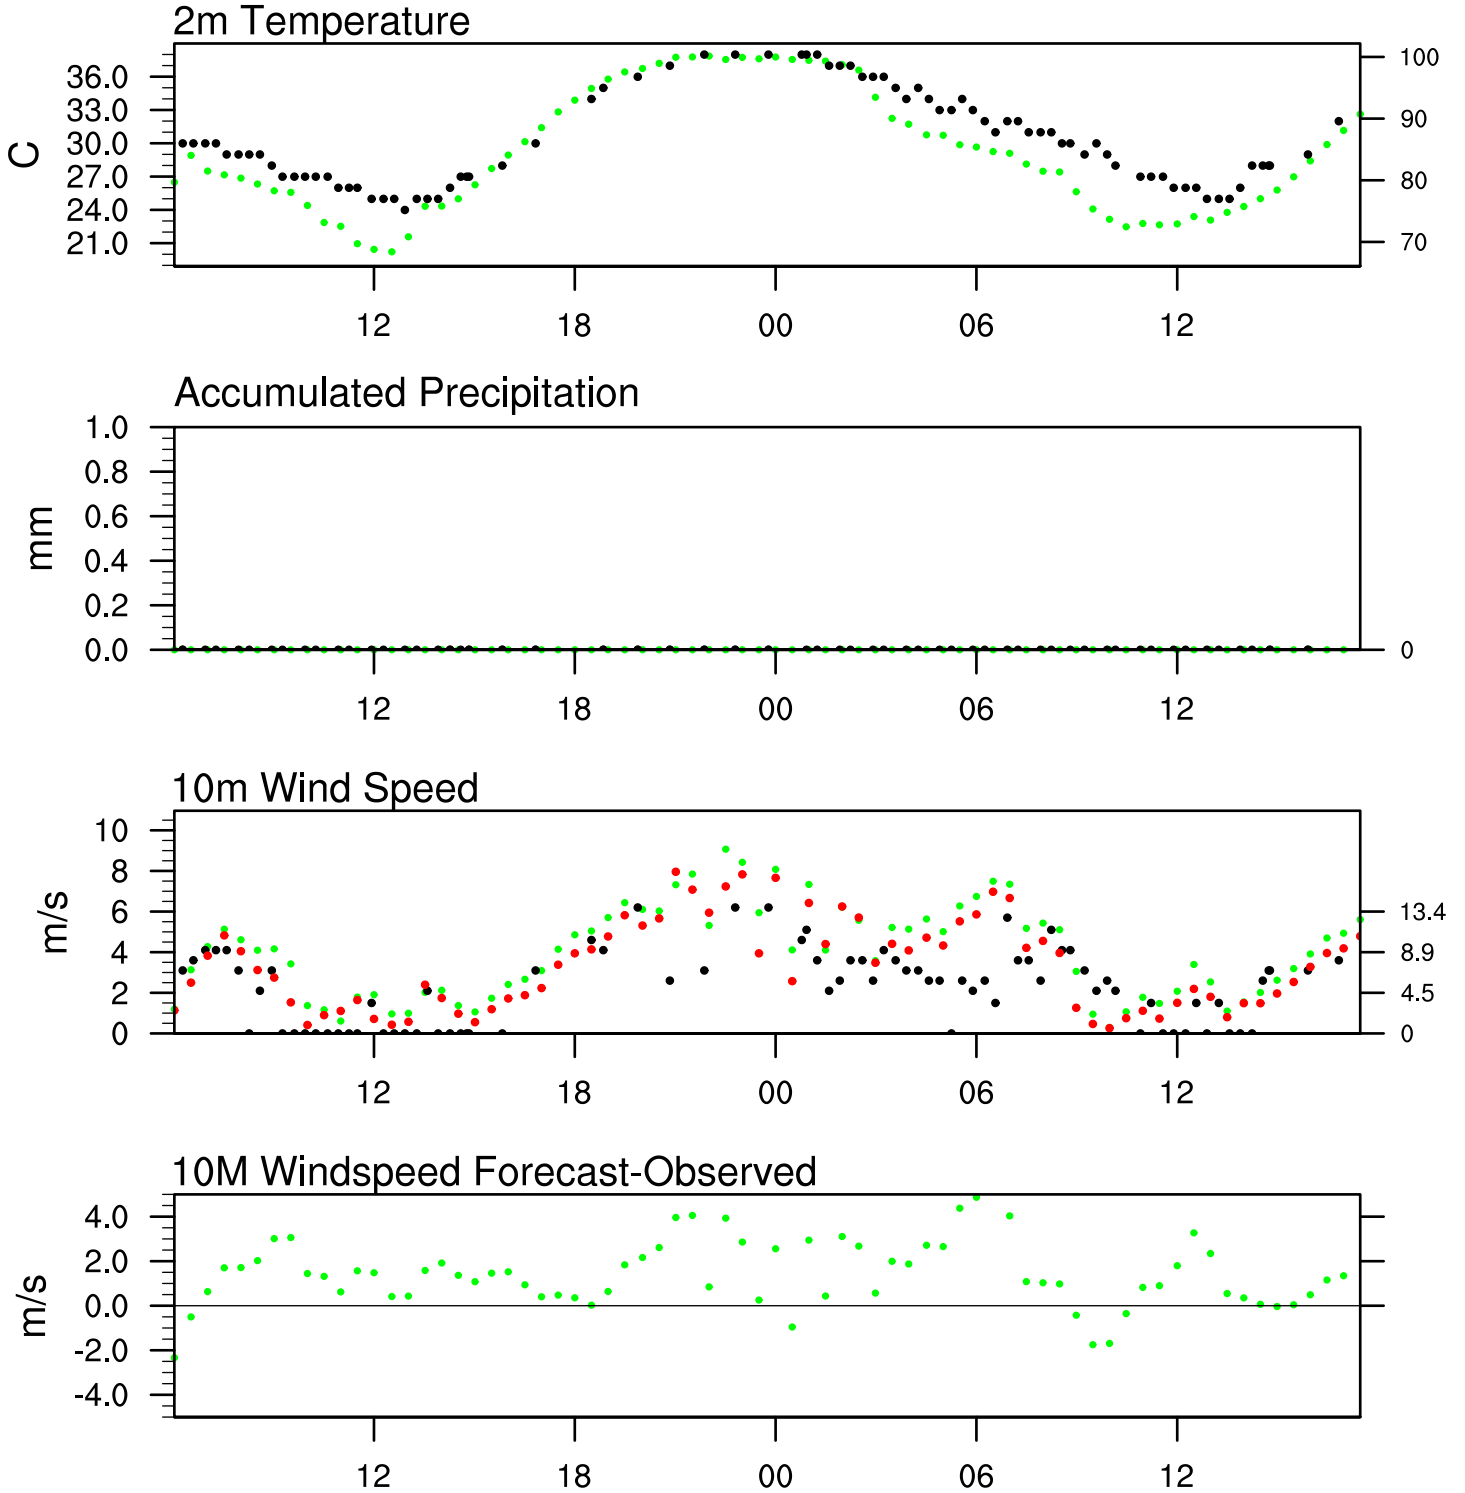 2m Temperature
C
36.0
33.0
30.0
27.0
24.0
21.0
100
90
80
70
12 18 00 06 12
Accumulated Precipitation
mm
1.0
0.8
0.6
0.4
0.2
0.0
0
12 18 00 06 12
10m Wind Speed
m/s
10
8
6
4
2
0
13.4
8.9
4.5
0
12 18 00 06 12
10M Windspeed Forecast-Observed
m/s
4.0
2.0
0.0
-2.0
-4.0
12 18 00 06 12